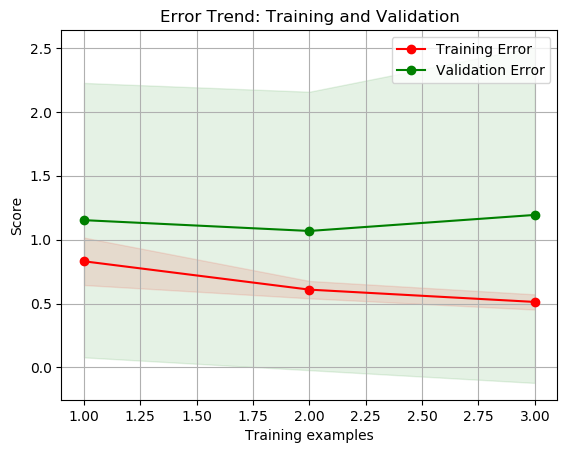 Error Trend: Training and Validation
Training Error
Validation Error
Score
2.5
2.0
1.5
1.0
0.5
0.0
1.00 1.25 1.50 1.75 2.00 2.25 2.50 2.75 3.00
Training examples